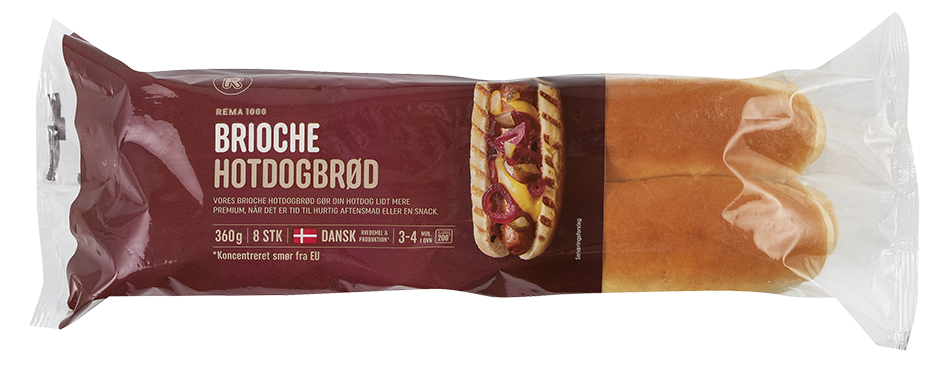 REMA 1000
BRIOCHE
HOTDOGBRØD
VORES BRIOCHE HOTDOGBRØD GØR DIN HOTDOG LIDT MERE
PREMIUM, NÅR DET ER TID TIL HURTIG AFTENSMAD ELLER EN SNACK.
360g | 8 STK | DANSK HVEDEMEL & PRODUKTION* | 3-4 MIN. I OVN 200°
*Koncentreret smør fra EU
Serveringsforslag